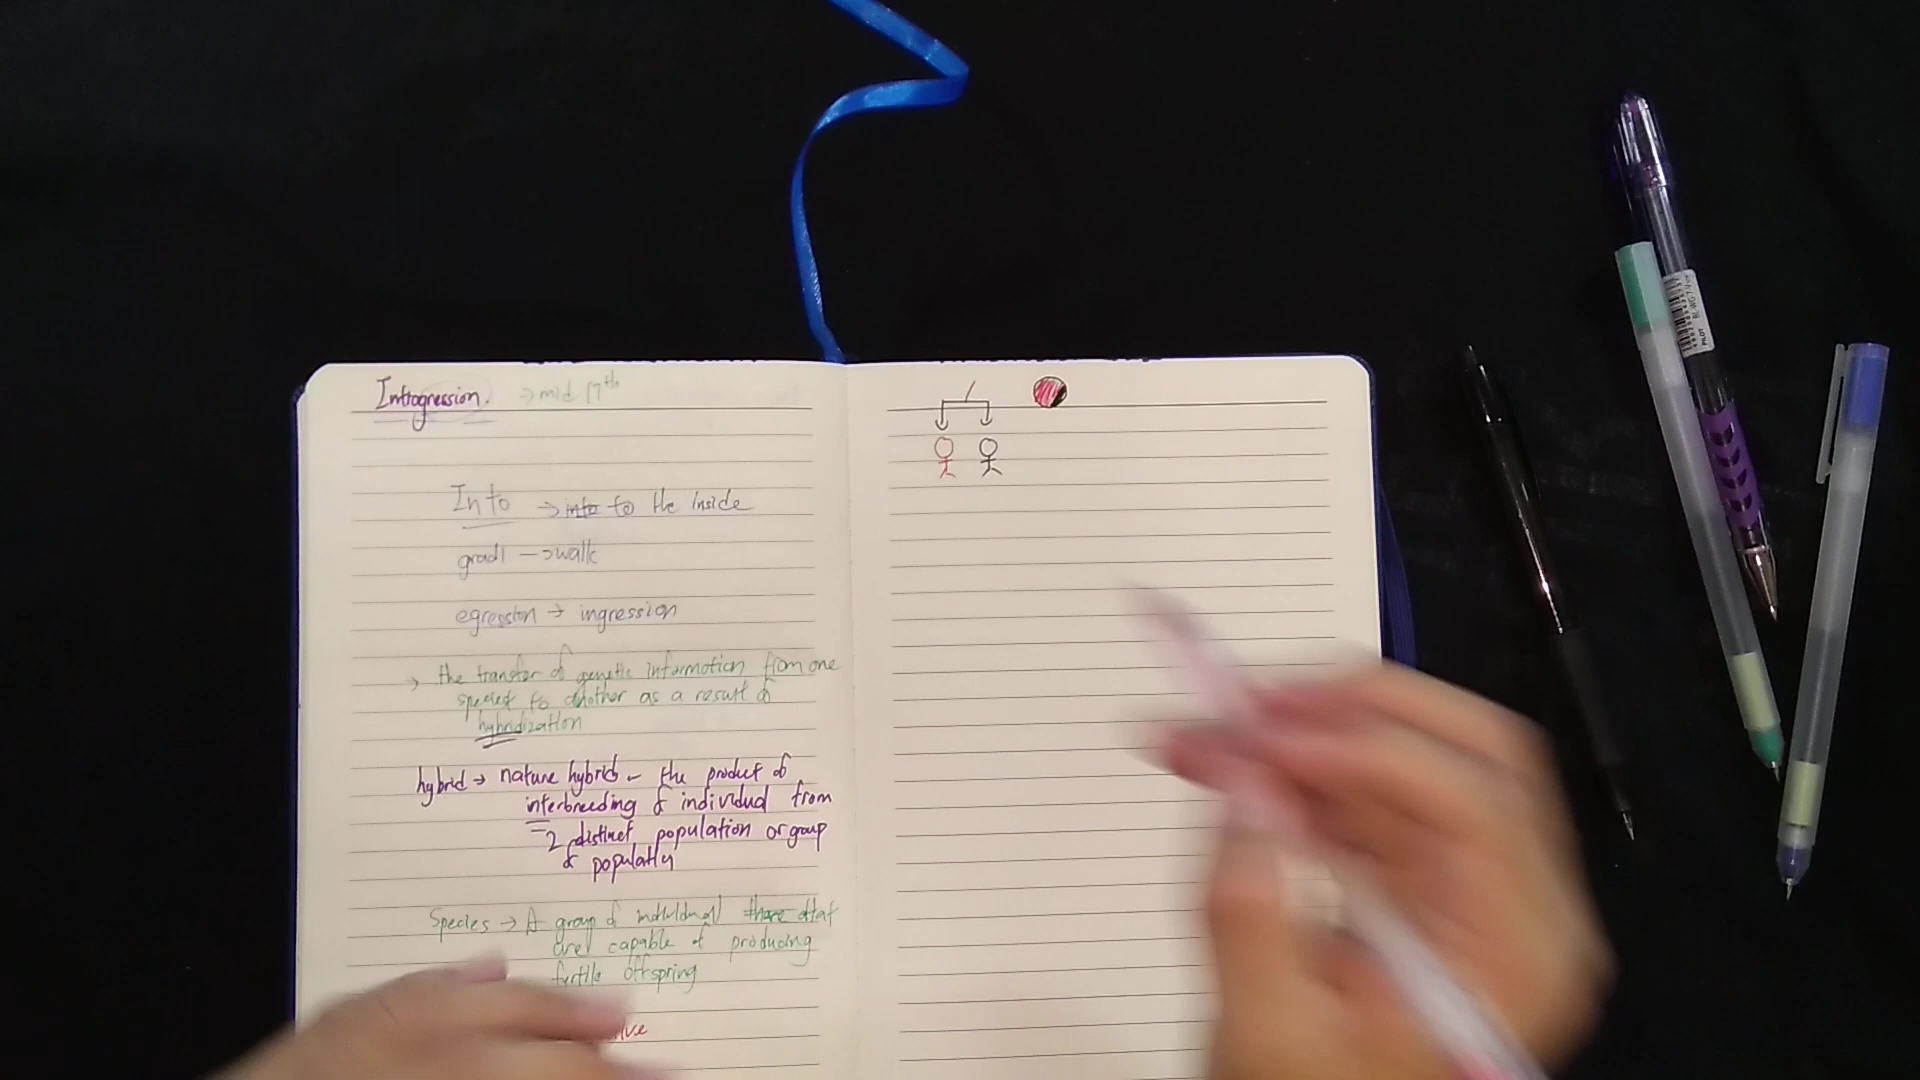 Introgression. → mid 17th
Into → into to the inside
gradi → walk
egression → ingression
→ the transfer of genetic information from one
species to another as a result of
hybridization
hybrid → nature hybrid - the product of
interbreeding of individual from
2 distinct population or group
of
Species → A group of individual that
are capable of producing
fertile offspring
PILOT